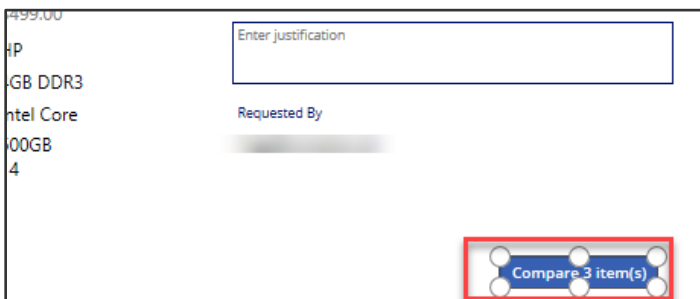 499.00
HP
GB DDR3
ntel Core
00GB
4
Enter justification
Requested By
Compare 3 item(s)